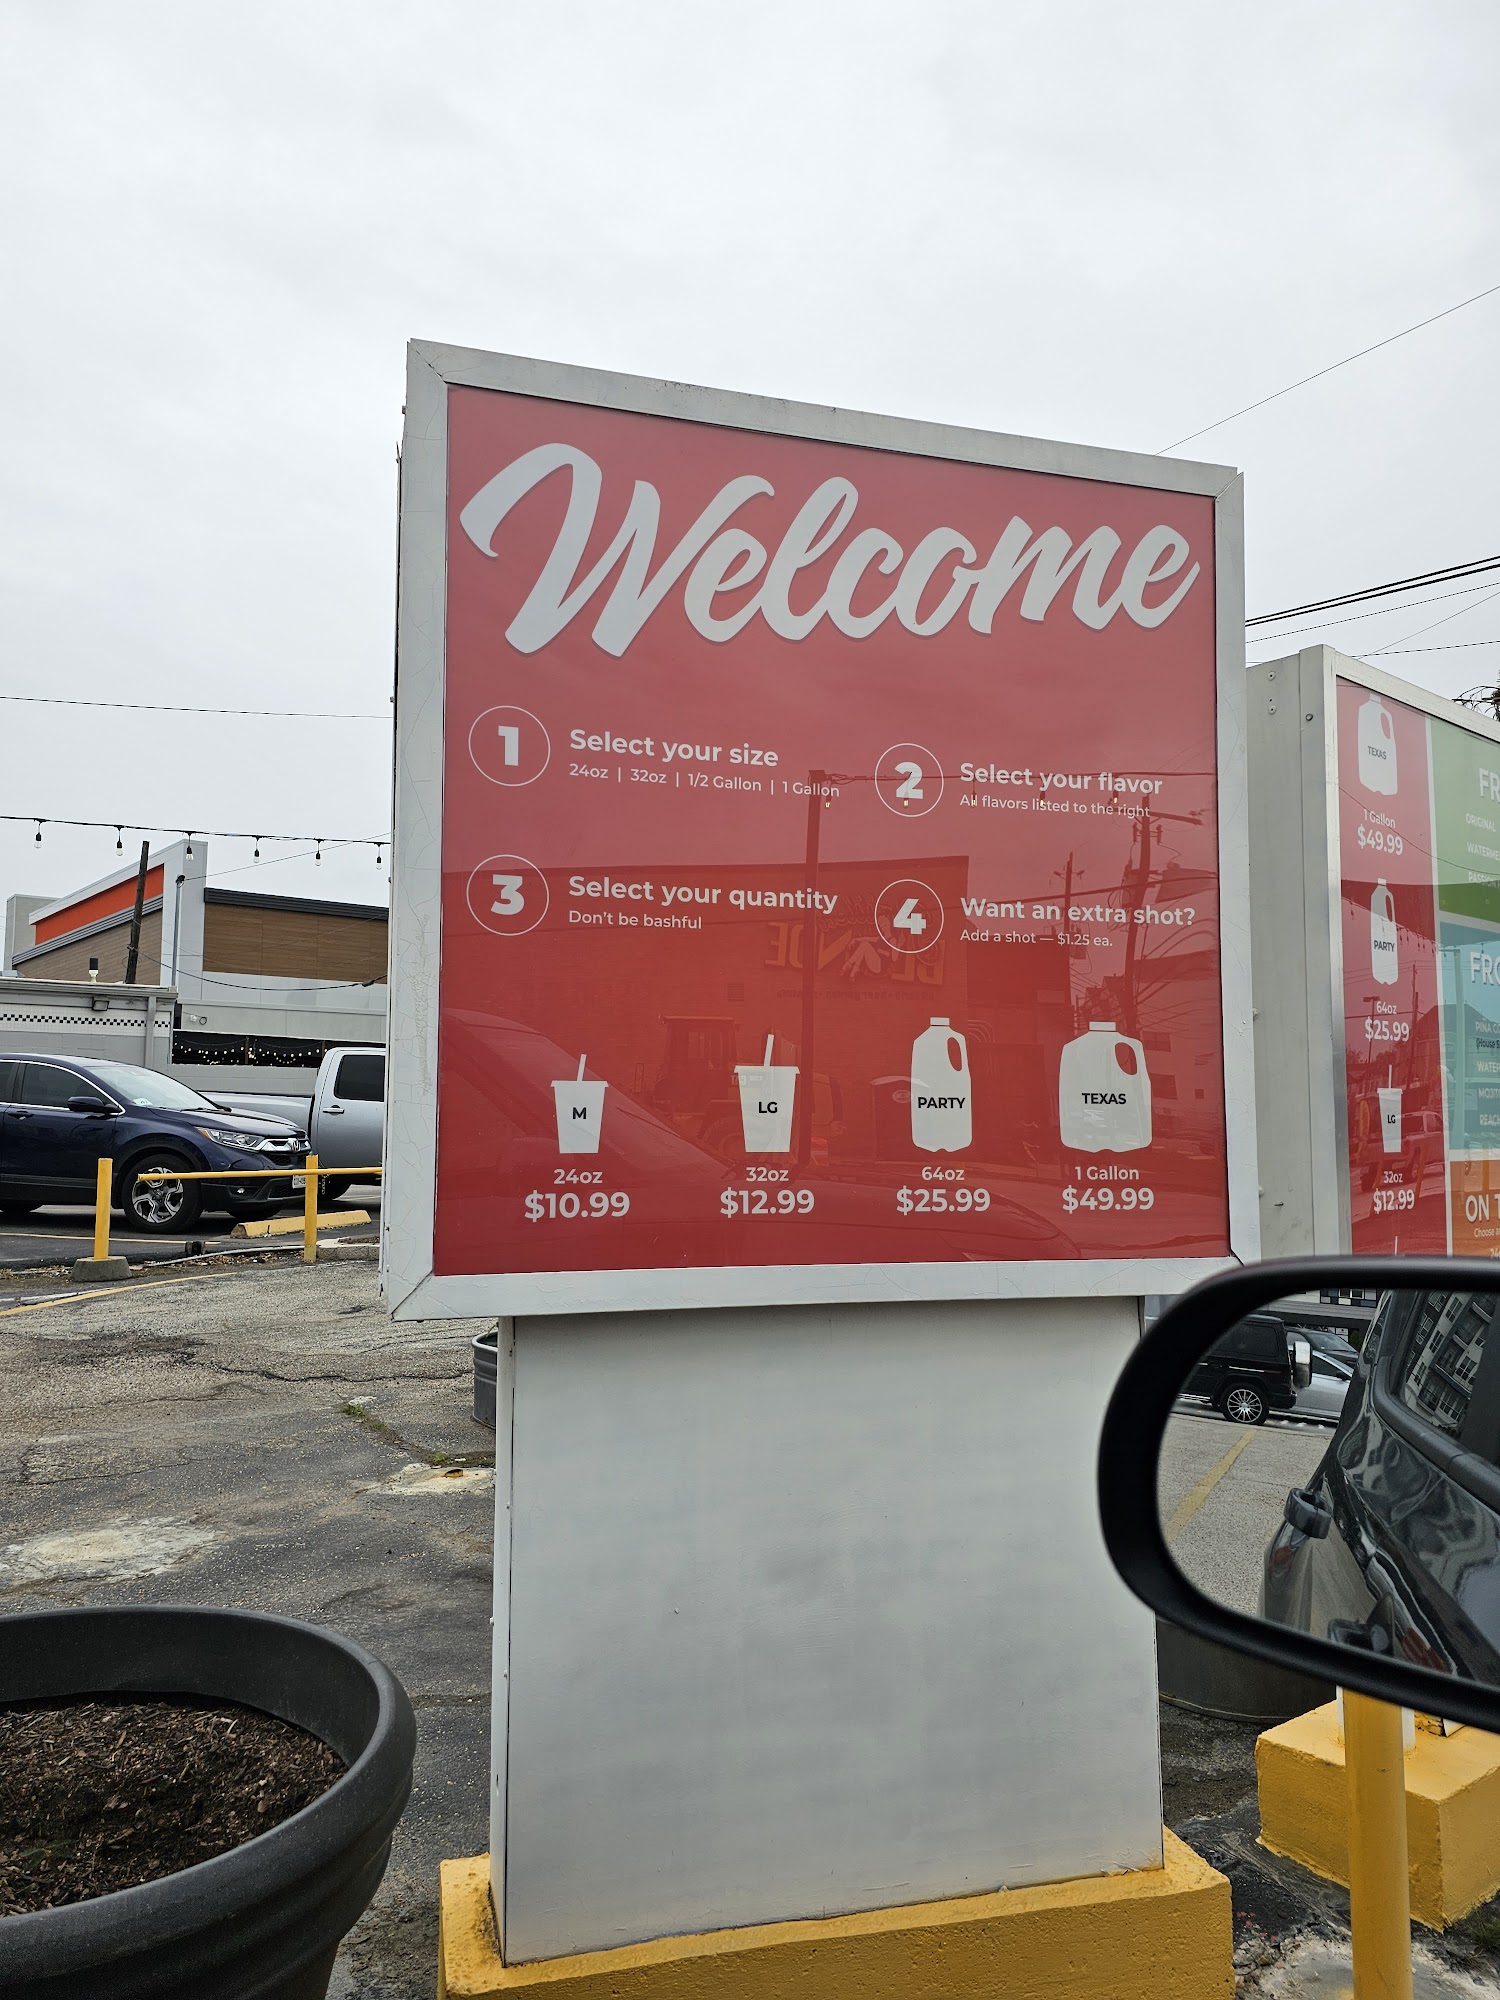 Welcome
1
Select your size
24oz | 32oz | 1/2 Gallon | 1 Gallon
2
Select your flavor
All flavors listed to the right
3
Select your quantity
Don't be bashful
4
Want an extra shot?
Add a shot — $1.25 ea.
M
24oz
$10.99
LG
32oz
$12.99
PARTY
64oz
$25.99
TEXAS
1 Gallon
$49.99
TEXAS
1 Gallon
$49.99
PARTY
64oz
$25.99
LG
32oz
$12.99
ORIGINAL
ON